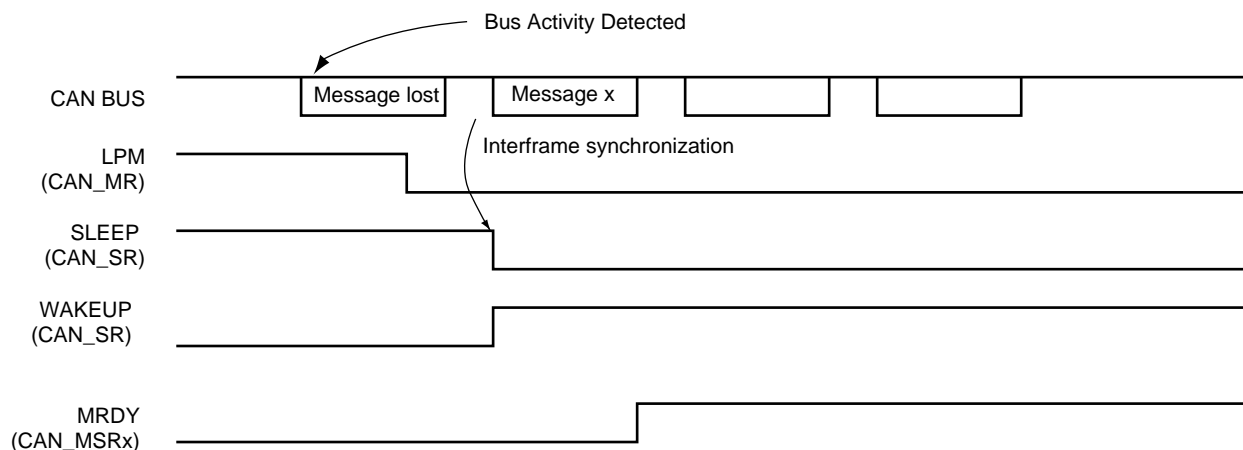 Bus Activity Detected
CAN BUS
Message lost
Message x
Interframe synchronization
LPM
(CAN_MR)
SLEEP
(CAN_SR)
WAKEUP
(CAN_SR)
MRDY
(CAN_MSRx)